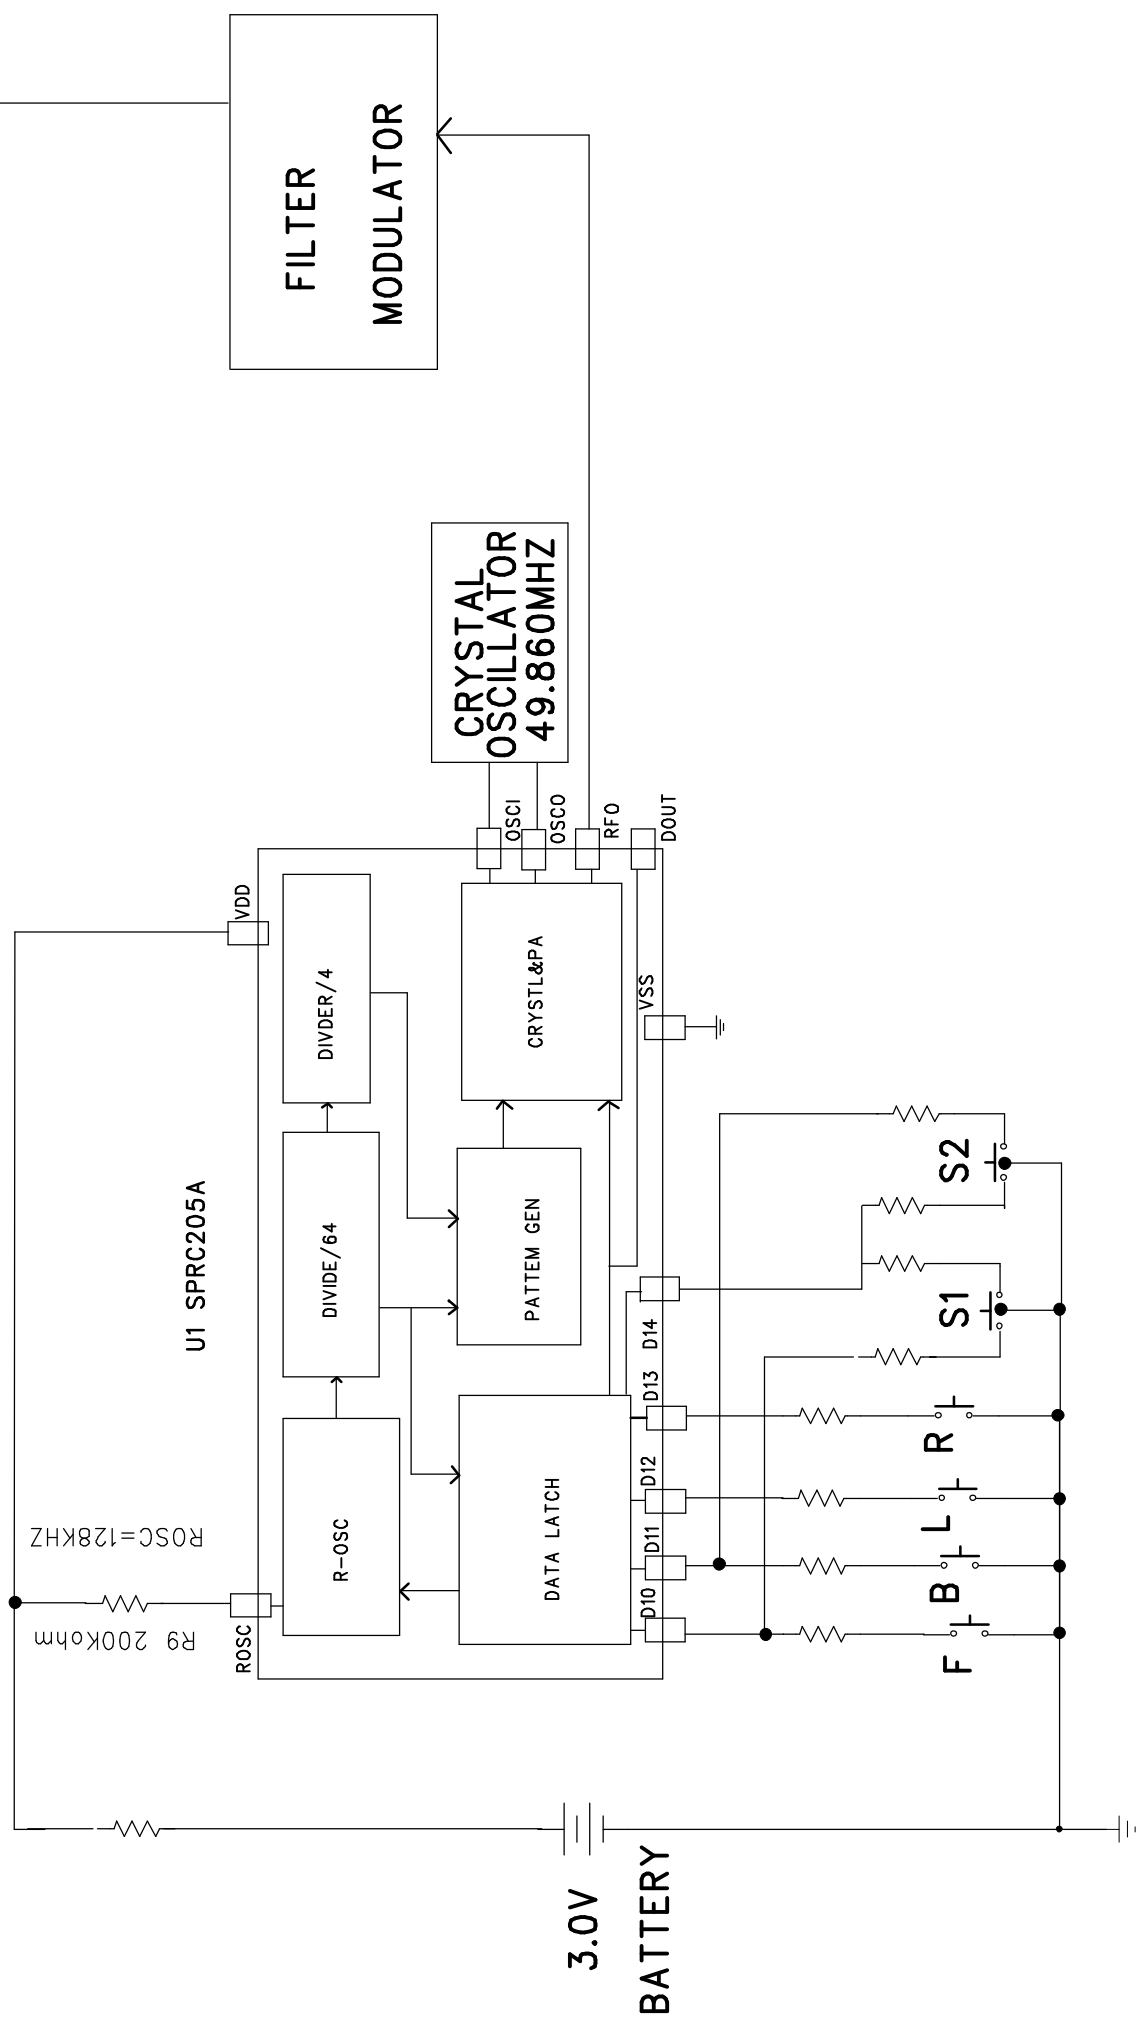 FILTER
MODULATOR
CRYSTAL
OSCILLATOR
49.860MHZ
U1 SPRC205A
VDD
ROSC
R9 200Kohm
ROSC=128KHZ
R-OSC
DIVIDE/64
DIVDER/4
DATA LATCH
PATTEM GEN
CRYSTL&PA
OSCI
OSCO
RFO
DOUT
VSS
D10
D11
D12
D13
D14
F
B
L
R
S1
S2
3.0V
BATTERY